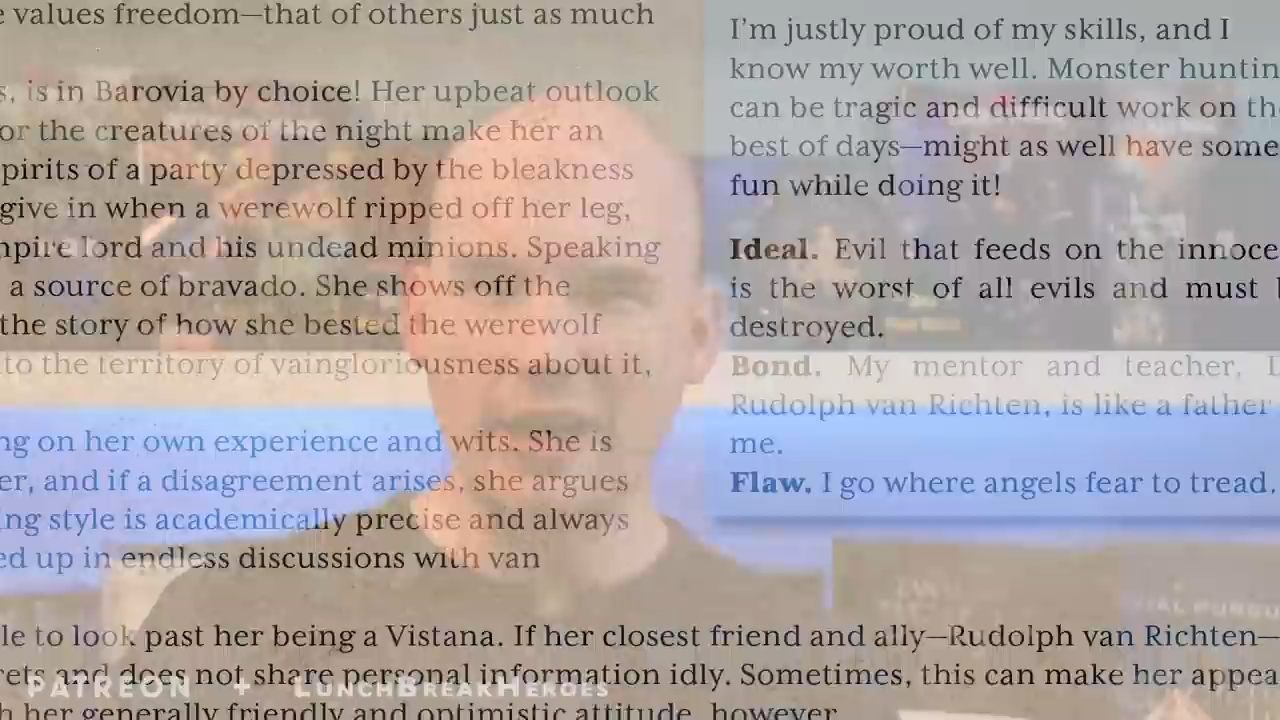 e values freedom—that of others just as much
s, is in Barovia by choice! Her upbeat outlook
or the creatures of the night make her an
pirits of a party depressed by the bleakness
give in when a werewolf ripped off her leg,
mpire lord and his undead minions. Speaking
a source of bravado. She shows off the
the story of how she bested the werewolf
to the territory of vaingloriousness about it,
ng on her own experience and wits. She is
er, and if a disagreement arises, she argues
ing style is academically precise and always
ed up in endless discussions with van
I'm justly proud of my skills, and I
know my worth well. Monster huntin
can be tragic and difficult work on th
best of days—might as well have some
fun while doing it!
Ideal. Evil that feeds on the innoce
is the worst of all evils and must
destroyed.
Bond. My mentor and teacher,
Rudolph van Richten, is like a father
me.
Flaw. I go where angels fear to tread.
le to look past her being a Vistana. If her closest friend and ally—Rudolph van Richten—
rets and does not share personal information idly. Sometimes, this can make her appea
h her generally friendly and optimistic attitude, however
PATREON + LUNCHBREAKHEROES